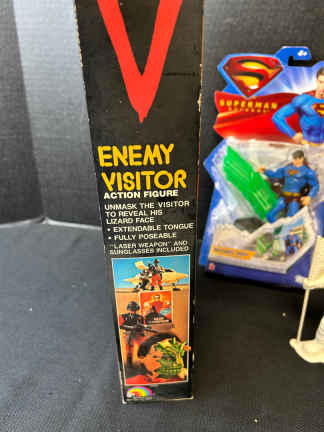 V
ENEMY
VISITOR
ACTION FIGURE
UNMASK THE VISITOR
TO REVEAL HIS
LIZARD FACE
• EXTENDABLE TONGUE
• FULLY POSEABLE
"LASER WEAPON" AND
SUNGLASSES INCLUDED
SUPERMAN
RETURNS